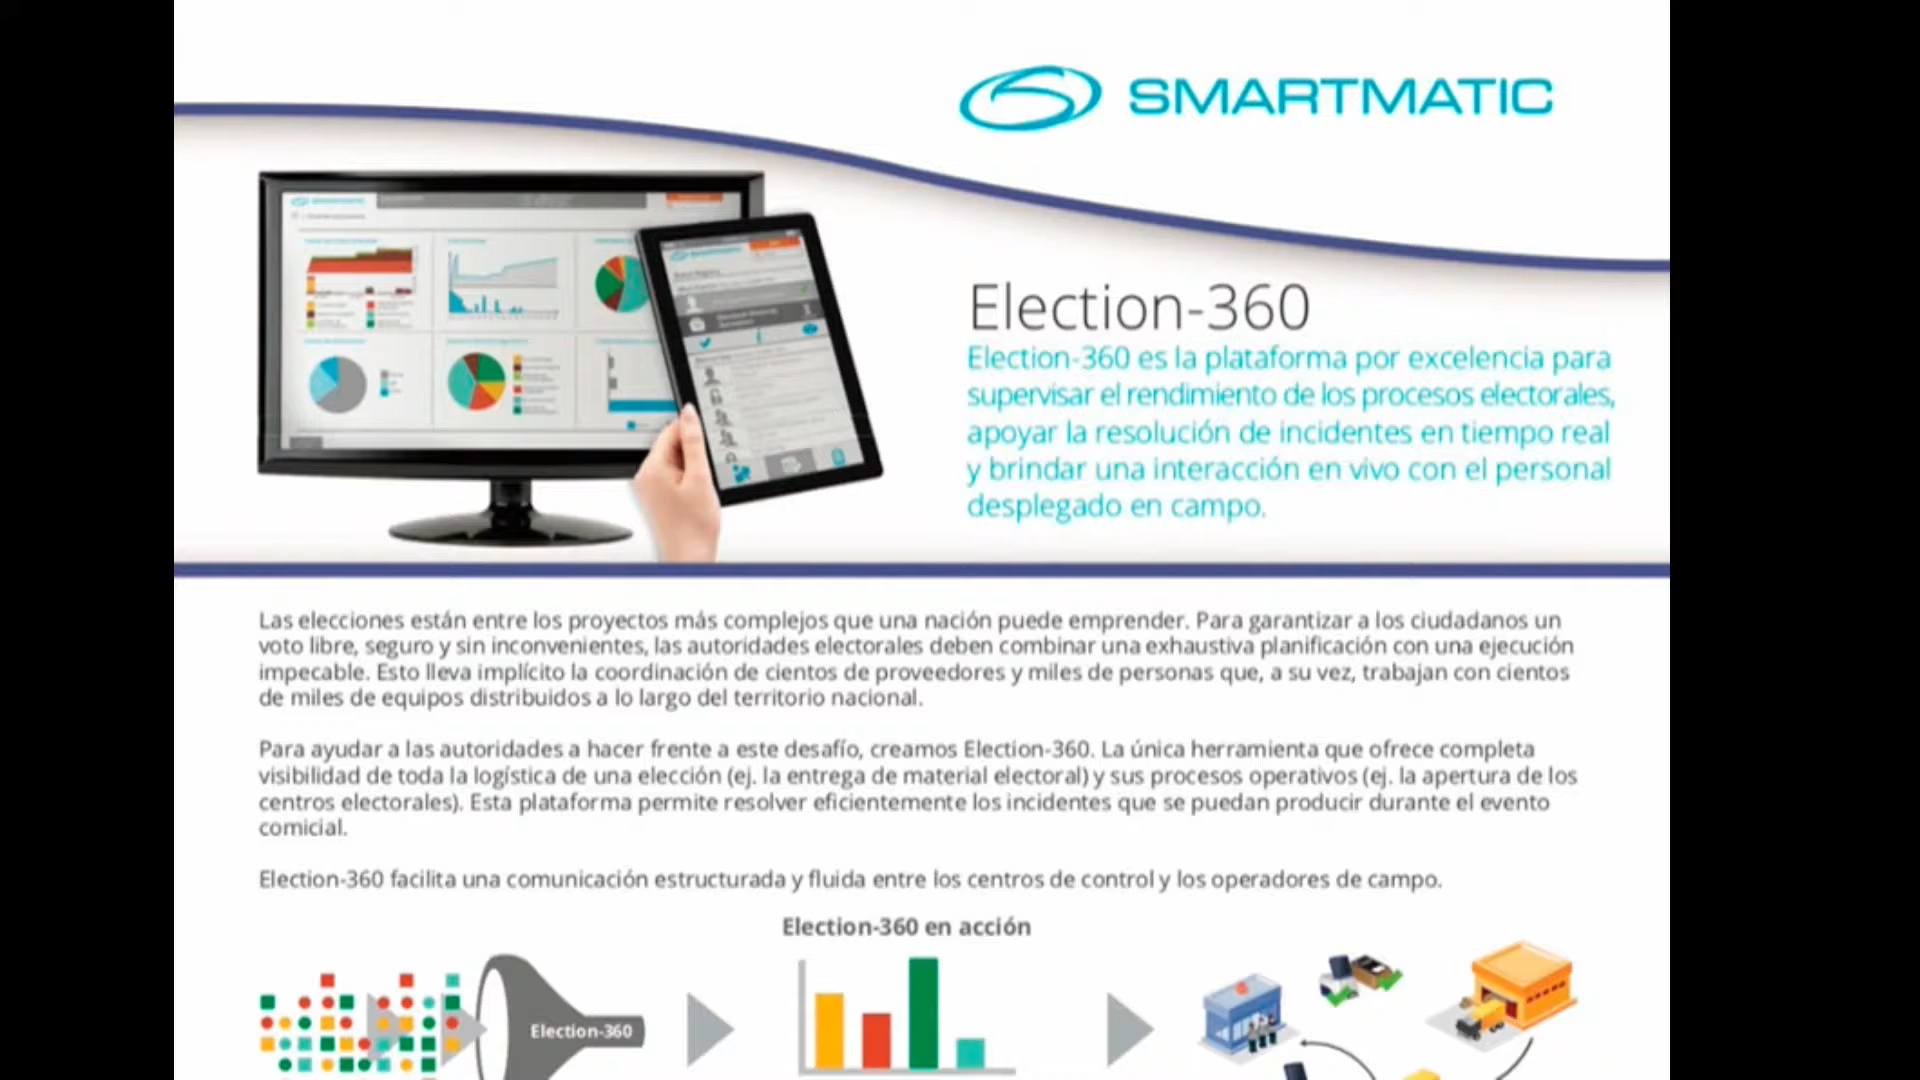 SMARTMATIC
Election-360
Election-360 es la plataforma por excelencia para
supervisar el rendimiento de los procesos electorales,
apoyar la resolución de incidentes en tiempo real
y brindar una interacción en vivo con el personal
desplegado en campo.
Las elecciones están entre los proyectos más complejos que una nación puede emprender. Para garantizar a los ciudadanos un
voto libre, seguro y sin inconvenientes, las autoridades electorales deben combinar una exhaustiva planificación con una ejecución
impecable. Esto lleva implícito la coordinación de cientos de proveedores y miles de personas que, a su vez, trabajan con cientos
de miles de equipos distribuidos a lo largo del territorio nacional.
Para ayudar a las autoridades a hacer frente a este desafío, creamos Election-360. La única herramienta que ofrece completa
visibilidad de toda la logística de una elección (ej. la entrega de material electoral) y sus procesos operativos (ej. la apertura de los
centros electorales). Esta plataforma permite resolver eficientemente los incidentes que se puedan producir durante el evento
comicial.
Election-360 facilita una comunicación estructurada y fluida entre los centros de control y los operadores de campo.
Election-360 en acción
Election-360